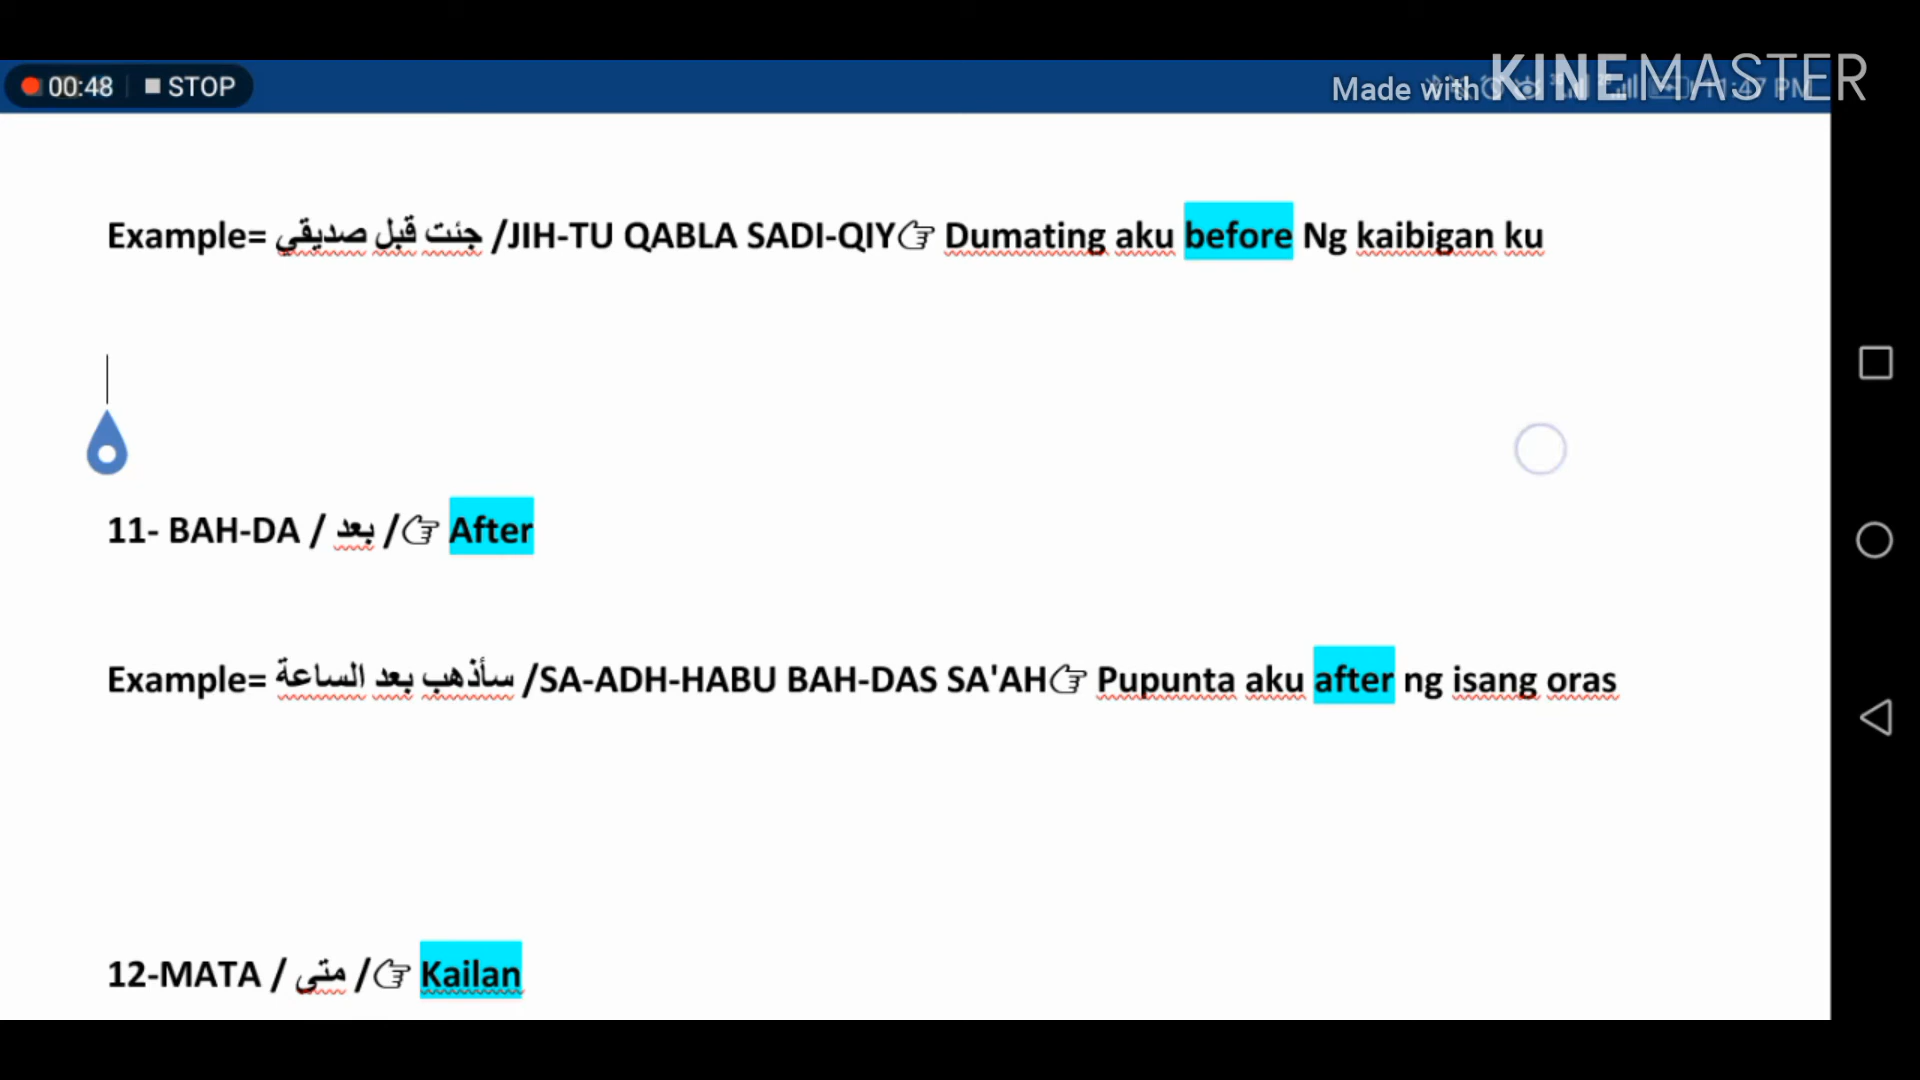 00:48 STOP
Made with KINEMASTER
Example= جئت قبل صديقي /JIH-TU QABLA SADI-QIY👉 Dumating aku before Ng kaibigan ku
11- BAH-DA / بعد /👉 After
Example= سأذهب بعد الساعة /SA-ADH-HABU BAH-DAS SA'AH👉 Pupunta aku after ng isang oras
12-MATA / متى /👉 Kailan